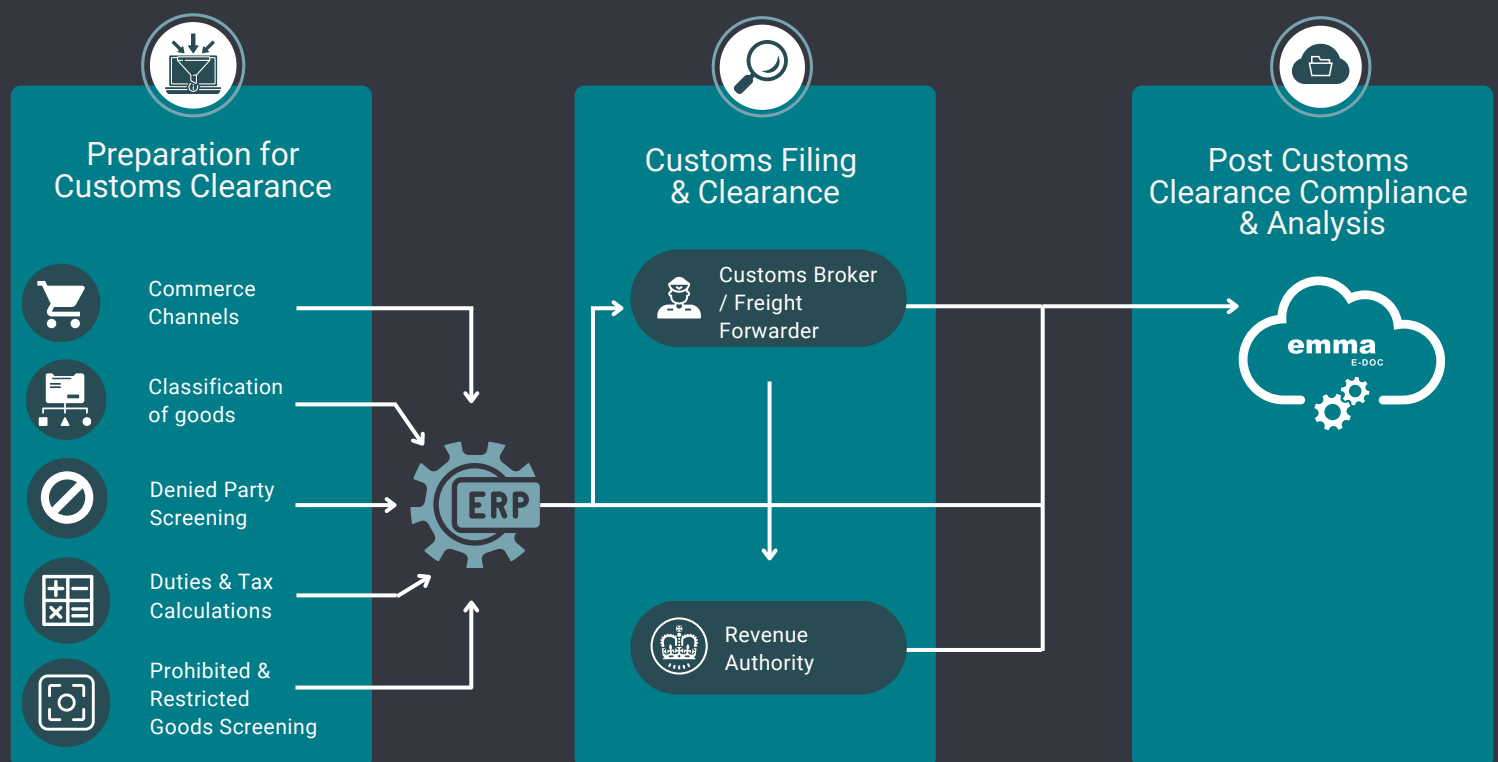 Preparation for
Customs Clearance
Commerce
Channels
Classification
of goods
Denied Party
Screening
Duties & Tax
Calculations
Prohibited &
Restricted
Goods Screening
ERP
Customs Filing
& Clearance
Customs Broker
/ Freight
Forwarder
Revenue
Authority
Post Customs
Clearance Compliance
& Analysis
emma
E-DOC